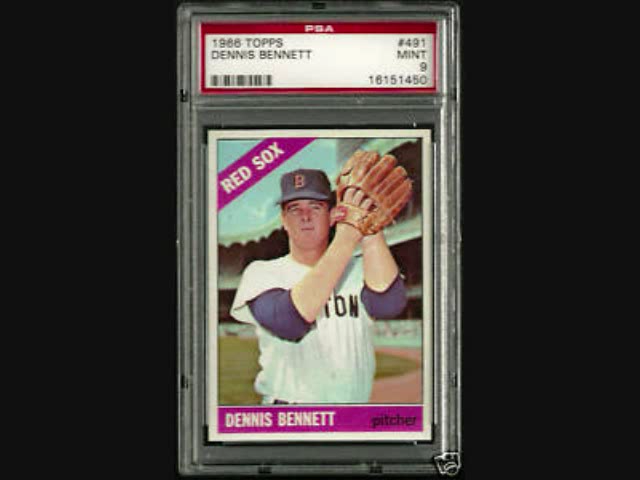 PSA
1966 TOPPS #491
DENNIS BENNETT MINT
9
16151450
RED SOX
B
TON
DENNIS BENNETT pitcher